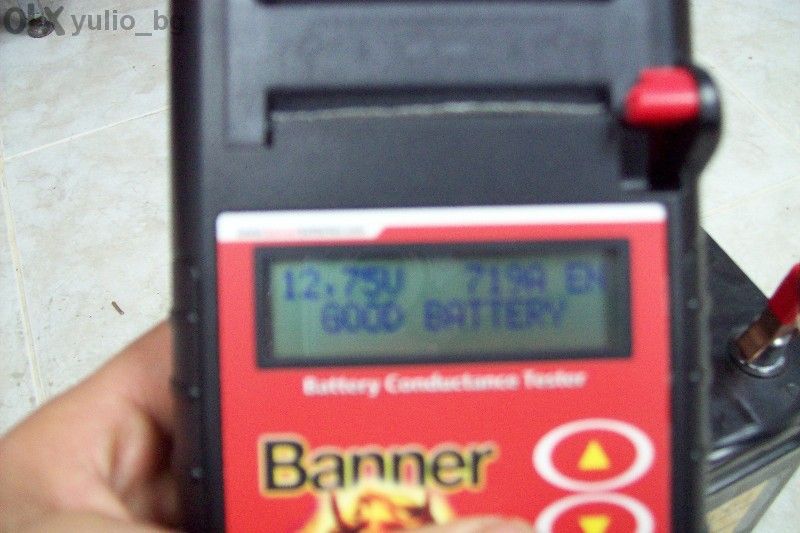 OLX yulio_bg
12.75V 719A EN
GOOD BATTERY
Battery Conductance Tester
Banner